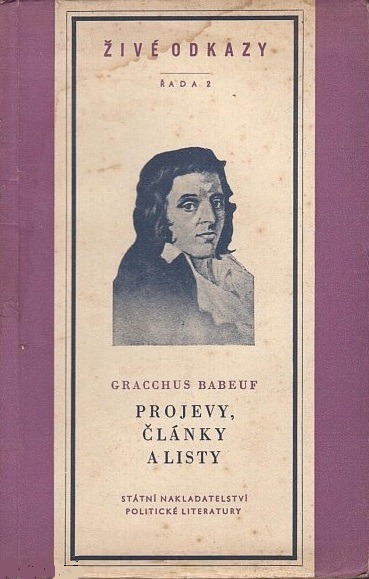 ŽIVÉ ODKAZY
ŘADA 2
GRACCHUS BABEUF
PROJEVY,
ČLÁNKY
A LISTY
STÁTNÍ NAKLADATELSTVÍ
POLITICKÉ LITERATURY